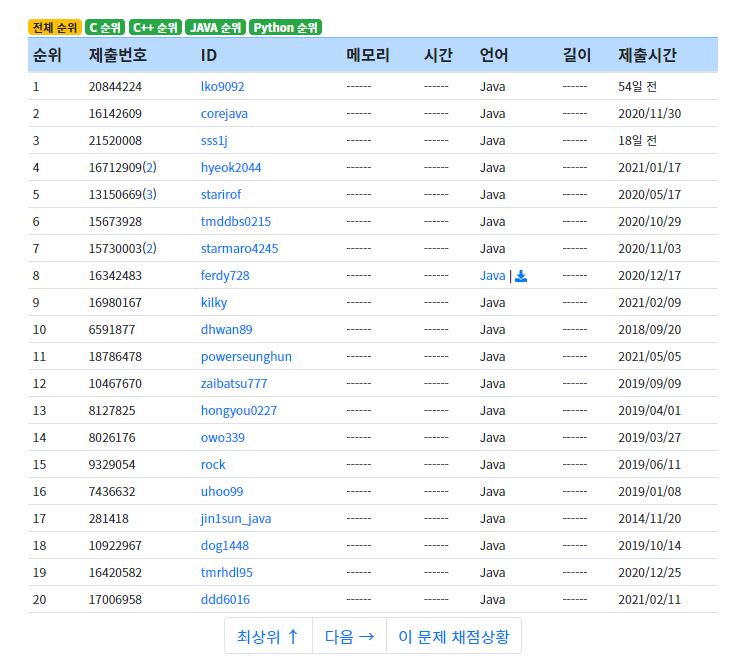 전체 순위 C 순위 C++ 순위 JAVA 순위 Python 순위
순위 제출번호 ID 메모리 시간 언어 길이 제출시간
1 20844224 lko9092 ------ ------ Java ------ 54일 전
2 16142609 corejava ------ ------ Java ------ 2020/11/30
3 21520008 sss1j ------ ------ Java ------ 18일 전
4 16712909(2) hyeok2044 ------ ------ Java ------ 2021/01/17
5 13150669(3) starirof ------ ------ Java ------ 2020/05/17
6 15673928 tmddbs0215 ------ ------ Java ------ 2020/10/29
7 15730003(2) starmaro4245 ------ ------ Java ------ 2020/11/03
8 16342483 ferdy728 ------ ------ Java | ------ 2020/12/17
9 16980167 kilky ------ ------ Java ------ 2021/02/09
10 6591877 dhwan89 ------ ------ Java ------ 2018/09/20
11 18786478 powerseunghun ------ ------ Java ------ 2021/05/05
12 10467670 zaibatsu777 ------ ------ Java ------ 2019/09/09
13 8127825 hongyou0227 ------ ------ Java ------ 2019/04/01
14 8026176 owo339 ------ ------ Java ------ 2019/03/27
15 9329054 rock ------ ------ Java ------ 2019/06/11
16 7436632 uhoo99 ------ ------ Java ------ 2019/01/08
17 281418 jin1sun_java ------ ------ Java ------ 2014/11/20
18 10922967 dog1448 ------ ------ Java ------ 2019/10/14
19 16420582 tmrhdl95 ------ ------ Java ------ 2020/12/25
20 17006958 ddd6016 ------ ------ Java ------ 2021/02/11
최상위 ↑ 다음 → 이 문제 채점상황